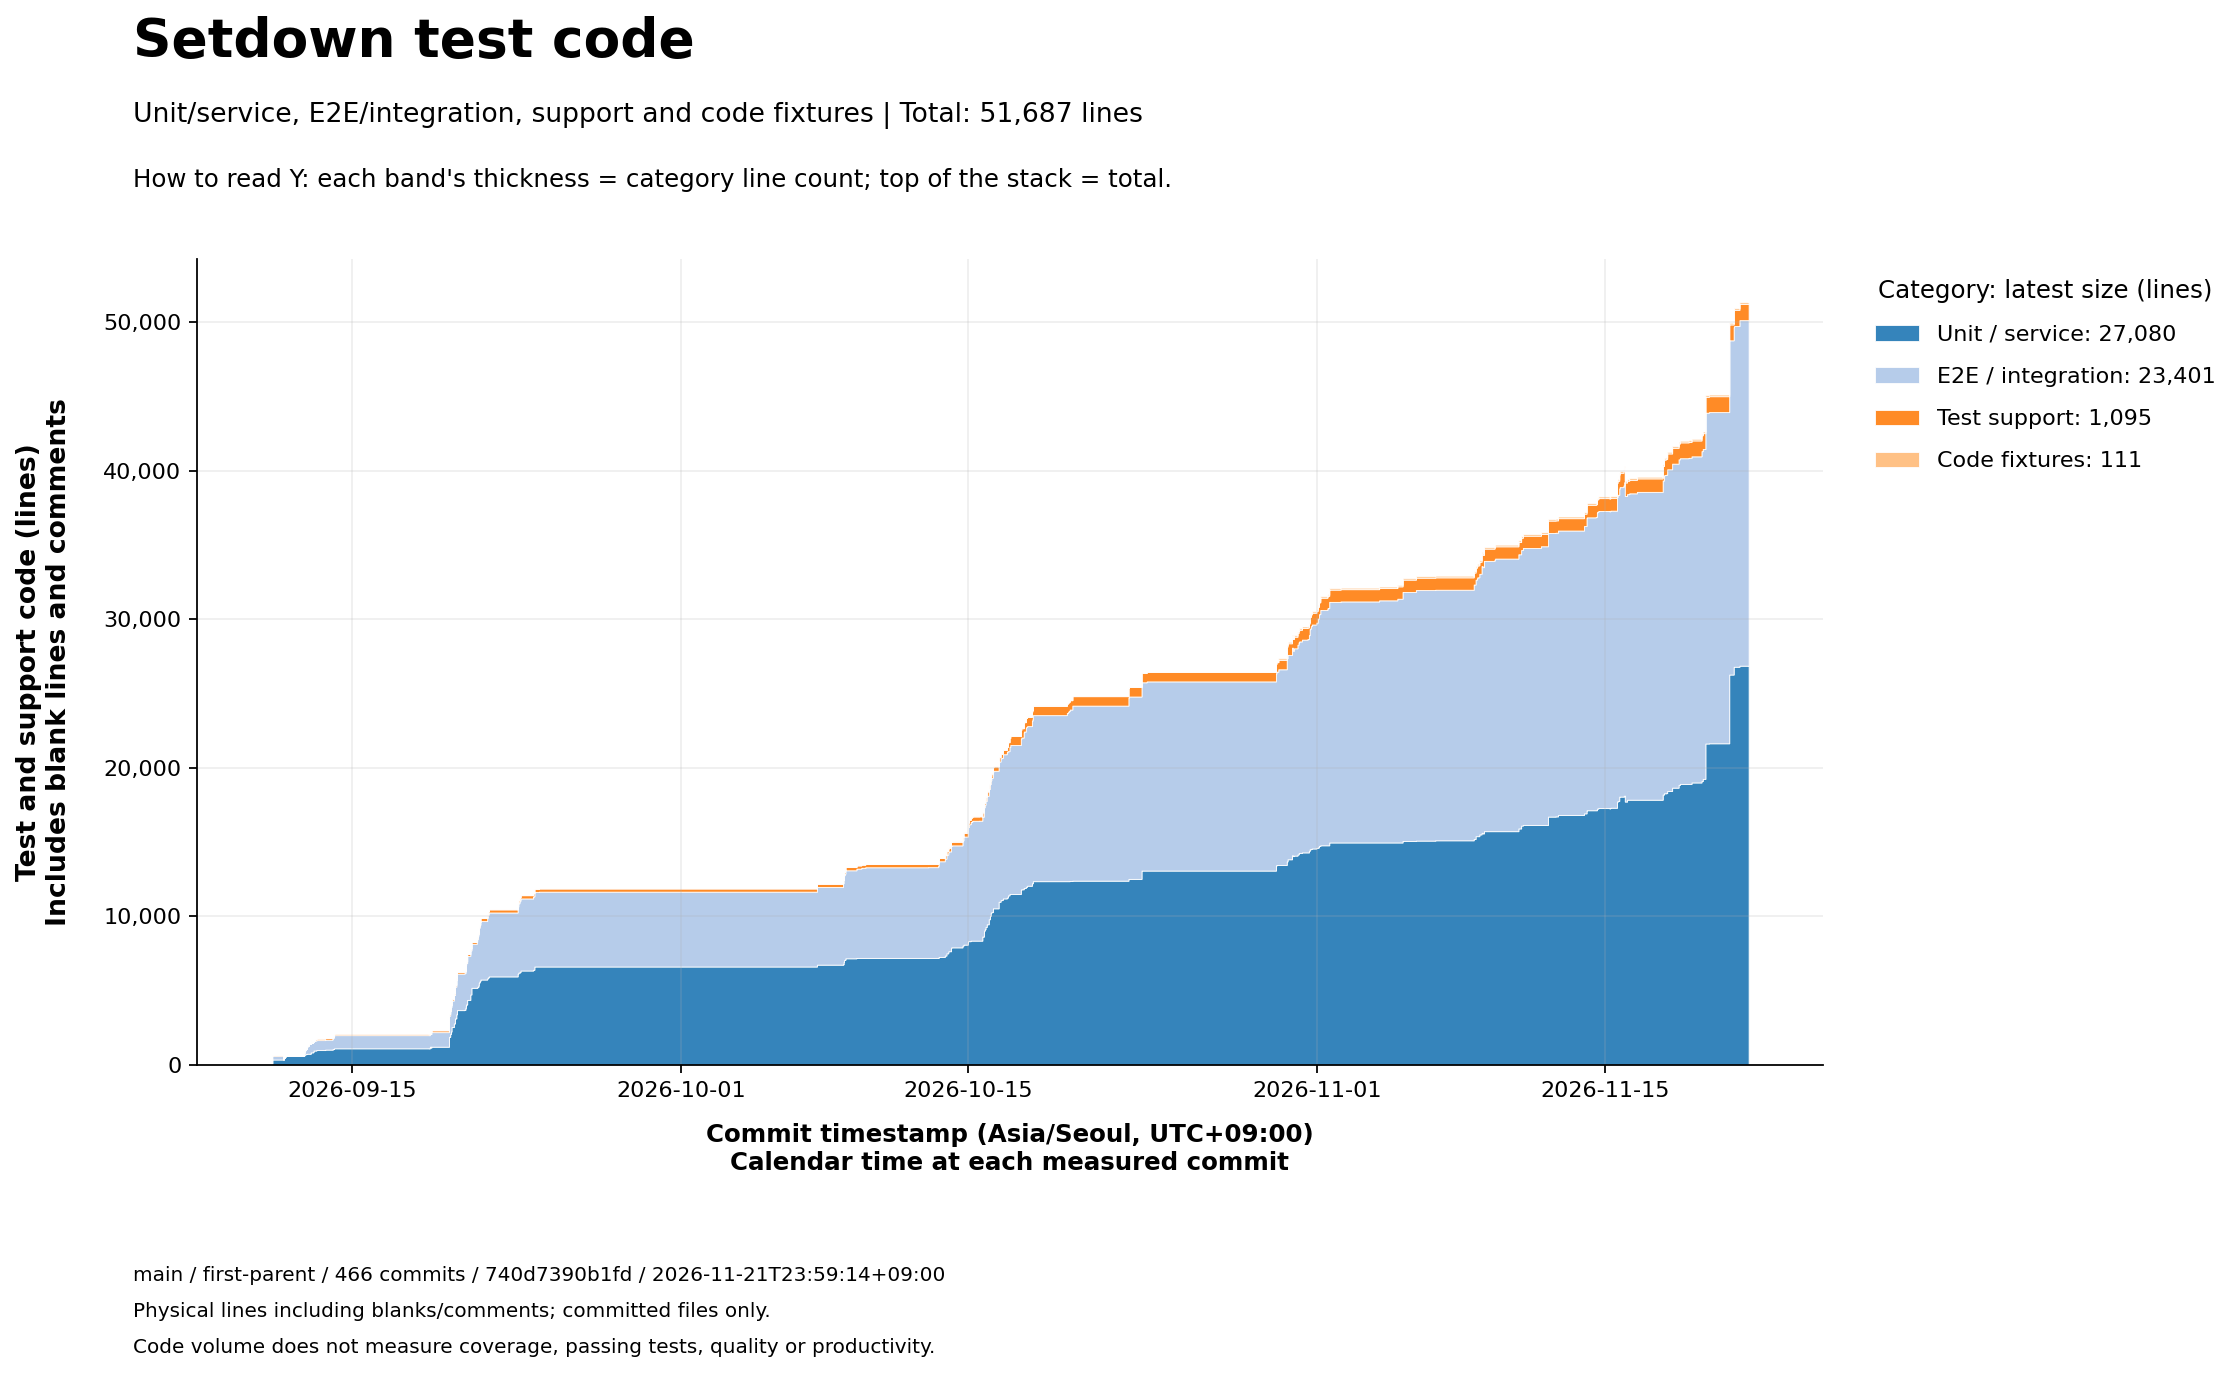 Setdown test code
Unit/service, E2E/integration, support and code fixtures | Total: 51,687 lines
How to read Y: each band's thickness = category line count; top of the stack = total.
Test and support code (lines)
Includes blank lines and comments
50,000
40,000
30,000
20,000
10,000
0
2026-09-15
2026-10-01
2026-10-15
2026-11-01
2026-11-15
Commit timestamp (Asia/Seoul, UTC+09:00)
Calendar time at each measured commit
Category: latest size (lines)
Unit / service: 27,080
E2E / integration: 23,401
Test support: 1,095
Code fixtures: 111
main / first-parent / 466 commits / 740d7390b1fd / 2026-11-21T23:59:14+09:00
Physical lines including blanks/comments; committed files only.
Code volume does not measure coverage, passing tests, quality or productivity.